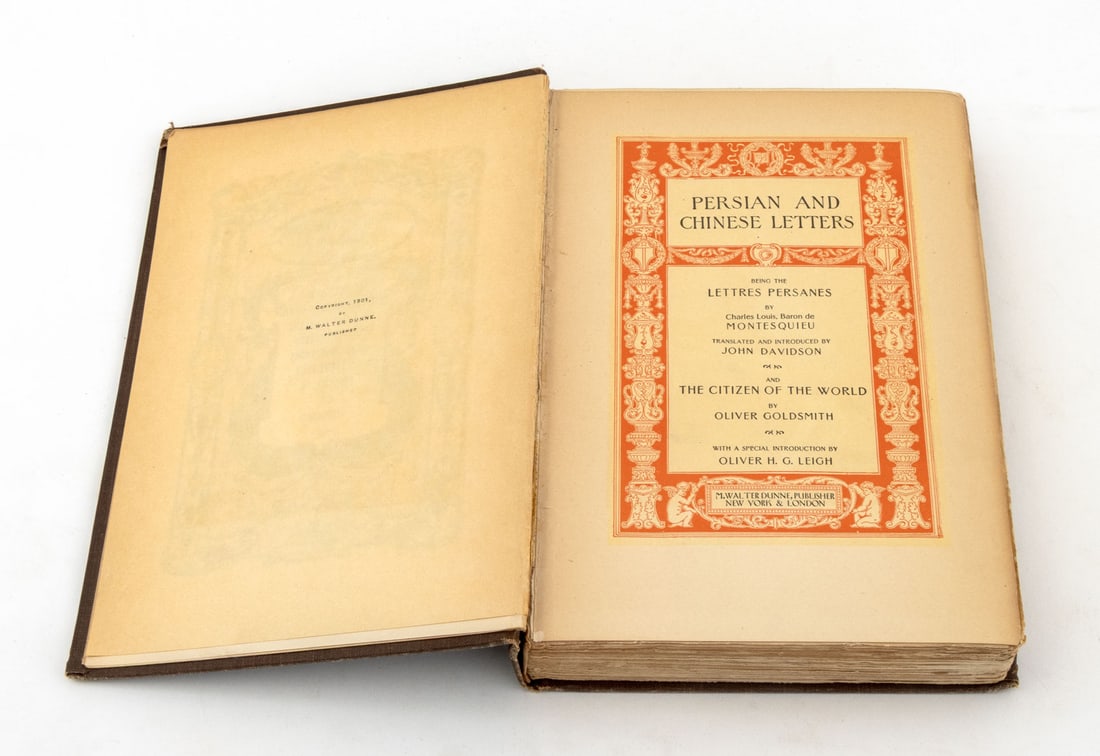 COPYRIGHT, 1901,
BY
M. WALTER DUNNE,
PUBLISHER
PERSIAN AND
CHINESE LETTERS
BEING THE
LETTRES PERSANES
BY
Charles Louis, Baron de
MONTESQUIEU
TRANSLATED AND INTRODUCED BY
JOHN DAVIDSON
AND
THE CITIZEN OF THE WORLD
BY
OLIVER GOLDSMITH
WITH A SPECIAL INTRODUCTION BY
OLIVER H. G. LEIGH
M. WALTER DUNNE, PUBLISHER
NEW YORK & LONDON